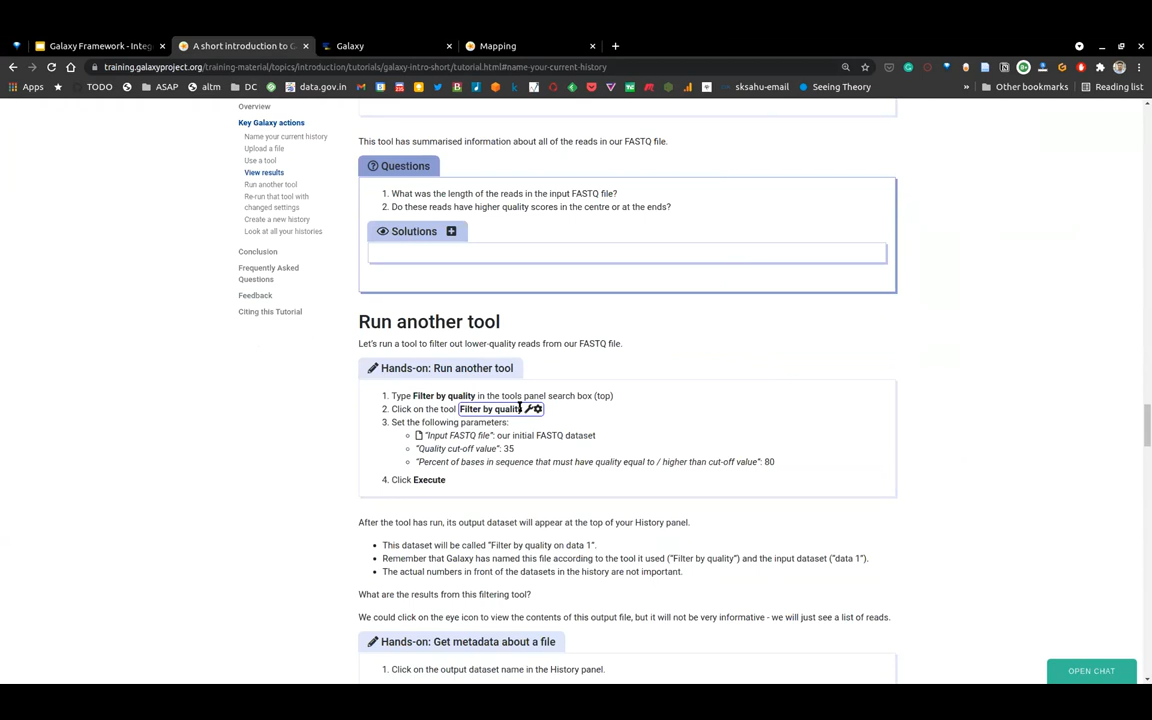 Galaxy Framework - Integ
A short introduction to G
Galaxy
Mapping
training.galaxyproject.org/training-material/topics/introduction/tutorials/galaxy-intro-short/tutorial.html#name-your-current-history
Apps
TODO
ASAP
altm
data.gov.in
sksahu-email
Seeing Theory
Other bookmarks
Reading list
Overview
Key Galaxy actions
Name your current history
Upload a file
Use a tool
View results
Run another tool
Re-run that tool with
changed settings
Create a new history
Look at all your histories
Conclusion
Frequently Asked
Questions
Feedback
Citing this Tutorial
This tool has summarised information about all of the reads in our FASTQ file.
Questions
1. What was the length of the reads in the input FASTQ file?
2. Do these reads have higher quality scores in the centre or at the ends?
Solutions
Run another tool
Let's run a tool to filter out lower-quality reads from our FASTQ file.
Hands-on: Run another tool
1. Type Filter by quality in the tools panel search box (top)
2. Click on the tool Filter by quality
3. Set the following parameters:
"Input FASTQ file": our initial FASTQ dataset
"Quality cut-off value": 35
"Percent of bases in sequence that must have quality equal to / higher than cut-off value": 80
4. Click Execute
After the tool has run, its output dataset will appear at the top of your History panel.
• This dataset will be called "Filter by quality on data 1".
• Remember that Galaxy has named this file according to the tool it used ("Filter by quality") and the input dataset ("data 1").
• The actual numbers in front of the datasets in the history are not important.
What are the results from this filtering tool?
We could click on the eye icon to view the contents of this output file, but it will not be very informative - we will just see a list of reads.
Hands-on: Get metadata about a file
1. Click on the output dataset name in the History panel.
OPEN CHAT